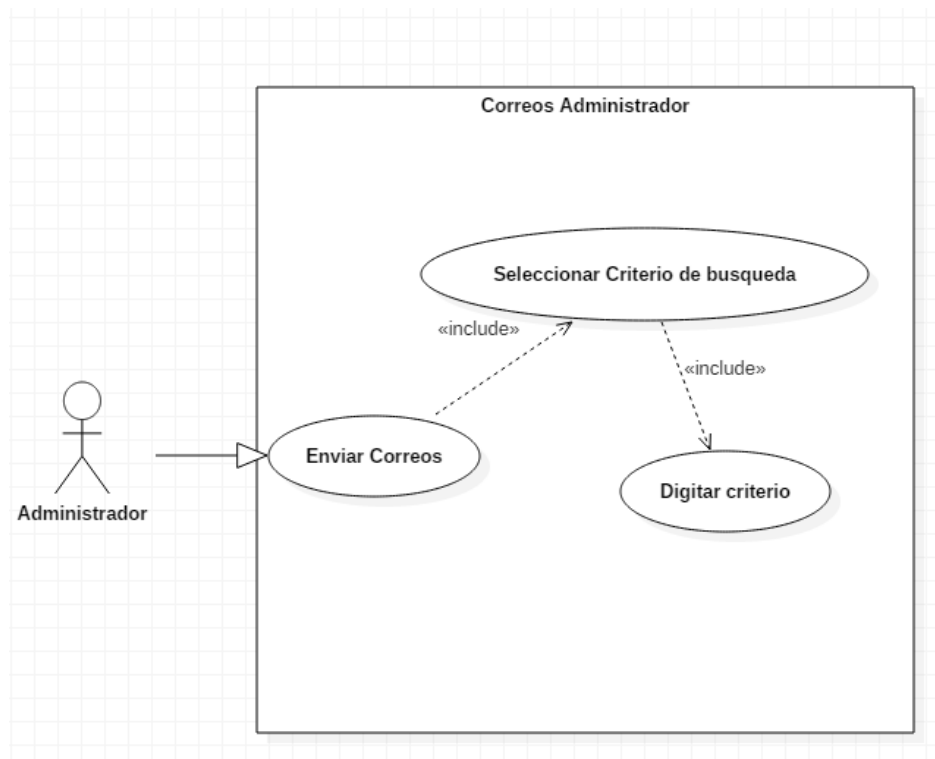 Correos Administrador
Seleccionar Criterio de busqueda
«include»
«include»
Enviar Correos
Digitar criterio
Administrador